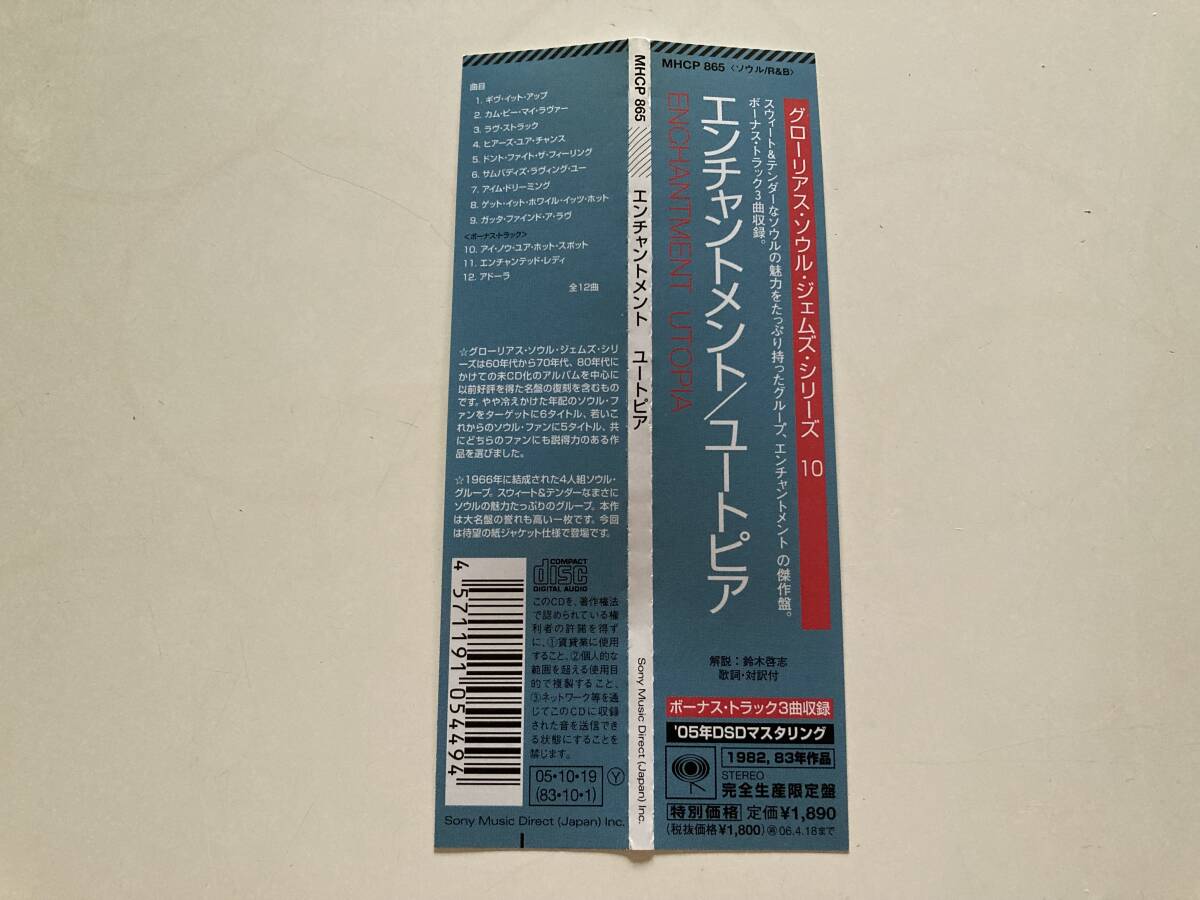 MHCP 865 〈ソウル/R&B〉
グローリアス・ソウル・ジェムズ・シリーズ 10
スウィート&テンダーなソウルの魅力をたっぷり持ったグループ、エンチャントメントの傑作盤。
ボーナス・トラック3曲収録。
エンチャントメント/ユートピア
ENCHANTMENT UTOPIA
解説:鈴木啓志
歌詞・対訳付
ボーナス・トラック3曲収録
'05年DSDマスタリング
1982, 83年作品
STEREO
完全生産限定盤
特別価格 定価¥1,890
(税抜価格¥1,800) 再06.4.18まで
MHCP 865
エンチャントメント ユートピア
Sony Music Direct (Japan) Inc.
曲目
1. ギヴ・イット・アップ
2. カム・ビー・マイ・ラヴァー
3. ラヴ・ストラック
4. ヒアーズ・ユア・チャンス
5. ドント・ファイト・ザ・フィーリング
6. サムバディズ・ラヴィング・ユー
7. アイム・ドリーミング
8. ゲット・イット・ホワイル・イッツ・ホット
9. ガッタ・ファインド・ア・ラヴ
<ボーナス・トラック>
10. アイ・ノウ・ユア・ホット・スポット
11. エンチャンテッド・レディ
12. アドーラ
全12曲
☆グローリアス・ソウル・ジェムズ・シリ
ーズは60年代から70年代、80年代に
かけての未CD化のアルバムを中心に
以前好評を得た名盤の復刻を含むもの
です。やや冷えかけた年配のソウル・フ
ァンをターゲットに6タイトル、若いこ
れからのソウル・ファンに5タイトル、共
にどちらのファンにも説得力のある作
品を選びました。
☆1966年に結成された4人組ソウル・
グループ。スウィート&テンダーなまさに
ソウルの魅力たっぷりのグループ。本作
は大名盤の誉れも高い一枚です。今回
は待望の紙ジャケット仕様で登場です。
4571191054494
COMPACT
disc
DIGITAL AUDIO
このCDを、著作権法
で認められている権
利者の許諾を得ず
に、①賃貸業に使用
すること、②個人的な
範囲を超える使用目
的で複製すること、
③ネットワーク等を通
じてこのCDに収録
された音を送信でき
る状態にすることを
禁じます。
05・10・19
(83・10・1)
Y
Sony Music Direct (Japan) Inc.